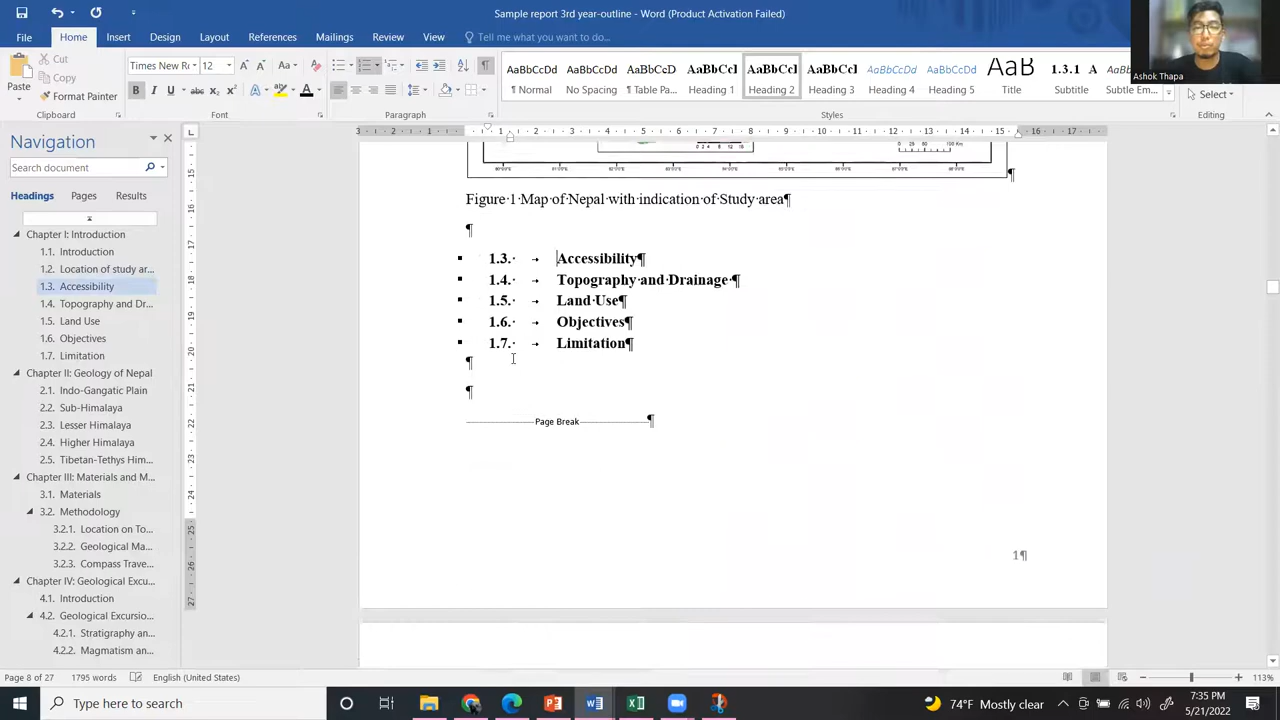 Sample report 3rd year-outline - Word (Product Activation Failed)
File Home Insert Design Layout References Mailings Review View Help Tell me what you want to do...
Ashok Thapa
Paste
Cut
Copy
Format Painter
Clipboard
Times New Ro 12
Font
Paragraph
AaBbCcDd AaBbCcDd AaBbCcDd AaBbCcI AaBbCcI AaBbCcI AaBbCcDd AaBbCcDd AaB 1.3.1 A AaBbCcDd
¶ Normal No Spacing ¶ Table Pa... Heading 1 Heading 2 Heading 3 Heading 4 Heading 5 Title Subtitle Subtle Em...
Styles
Select
Editing
Navigation
Search document
Headings Pages Results
Chapter I: Introduction
1.1. Introduction
1.2. Location of study ar...
1.3. Accessibility
1.4. Topography and Dr...
1.5. Land Use
1.6. Objectives
1.7. Limitation
Chapter II: Geology of Nepal
2.1. Indo-Gangatic Plain
2.2. Sub-Himalaya
2.3. Lesser Himalaya
2.4. Higher Himalaya
2.5. Tibetan-Tethys Him...
Chapter III: Materials and M...
3.1. Materials
3.2. Methodology
3.2.1. Location on To...
3.2.2. Geological Ma...
3.2.3. Compass Trave...
Chapter IV: Geological Excu...
4.1. Introduction
4.2. Geological Excursio...
4.2.1. Stratigraphy an...
4.2.2. Magmatism an...
Figure·1·Map·of·Nepal·with·indication·of·Study·area¶
¶
1.3.· → Accessibility¶
1.4.· → Topography·and·Drainage·¶
1.5.· → Land·Use¶
1.6.· → Objectives¶
1.7.· → Limitation¶
¶
¶
Page Break ¶
1¶
Page 8 of 27 1795 words English (United States) 113%
Type here to search
74°F Mostly clear
7:35 PM
5/21/2022